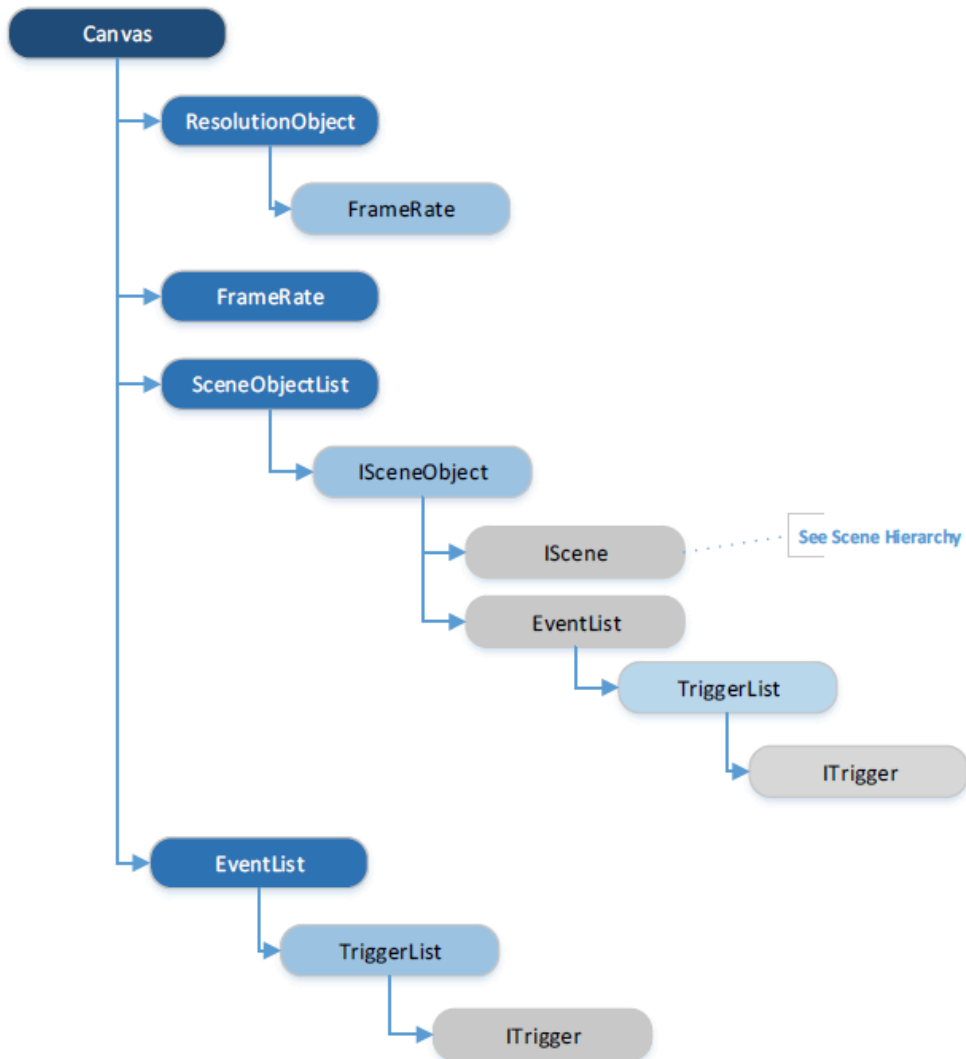 Canvas
ResolutionObject
FrameRate
FrameRate
SceneObjectList
ISceneObject
IScene
See Scene Hierarchy
EventList
TriggerList
ITrigger
EventList
TriggerList
ITrigger